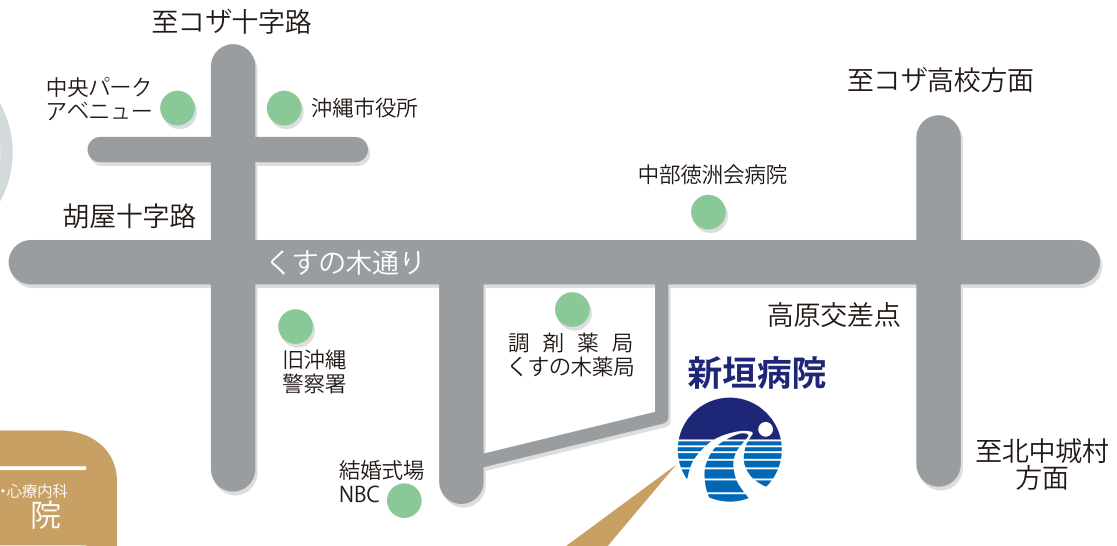 至コザ十字路
中央パーク
アベニュー
沖縄市役所
至コザ高校方面
中部徳洲会病院
胡屋十字路
くすの木通り
高原交差点
旧沖縄
警察署
調剤薬局
くすの木薬局
新垣病院
至北中城村
方面
結婚式場
NBC
・心療内科
院